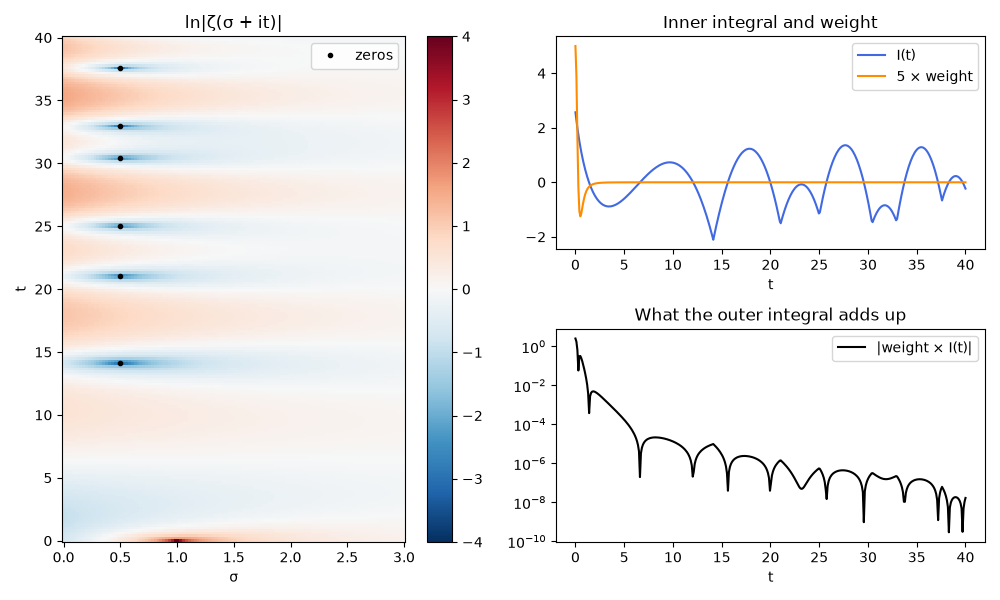 ln|ζ(σ + it)|
40
35
30
25
20
15
10
5
0
t
0.0 0.5 1.0 1.5 2.0 2.5 3.0
σ
zeros
4
3
2
1
0
−1
−2
−3
−4
Inner integral and weight
I(t)
5 × weight
4
2
0
−2
0 5 10 15 20 25 30 35 40
t
What the outer integral adds up
|weight × I(t)|
10⁰
10⁻²
10⁻⁴
10⁻⁶
10⁻⁸
10⁻¹⁰
0 5 10 15 20 25 30 35 40
t